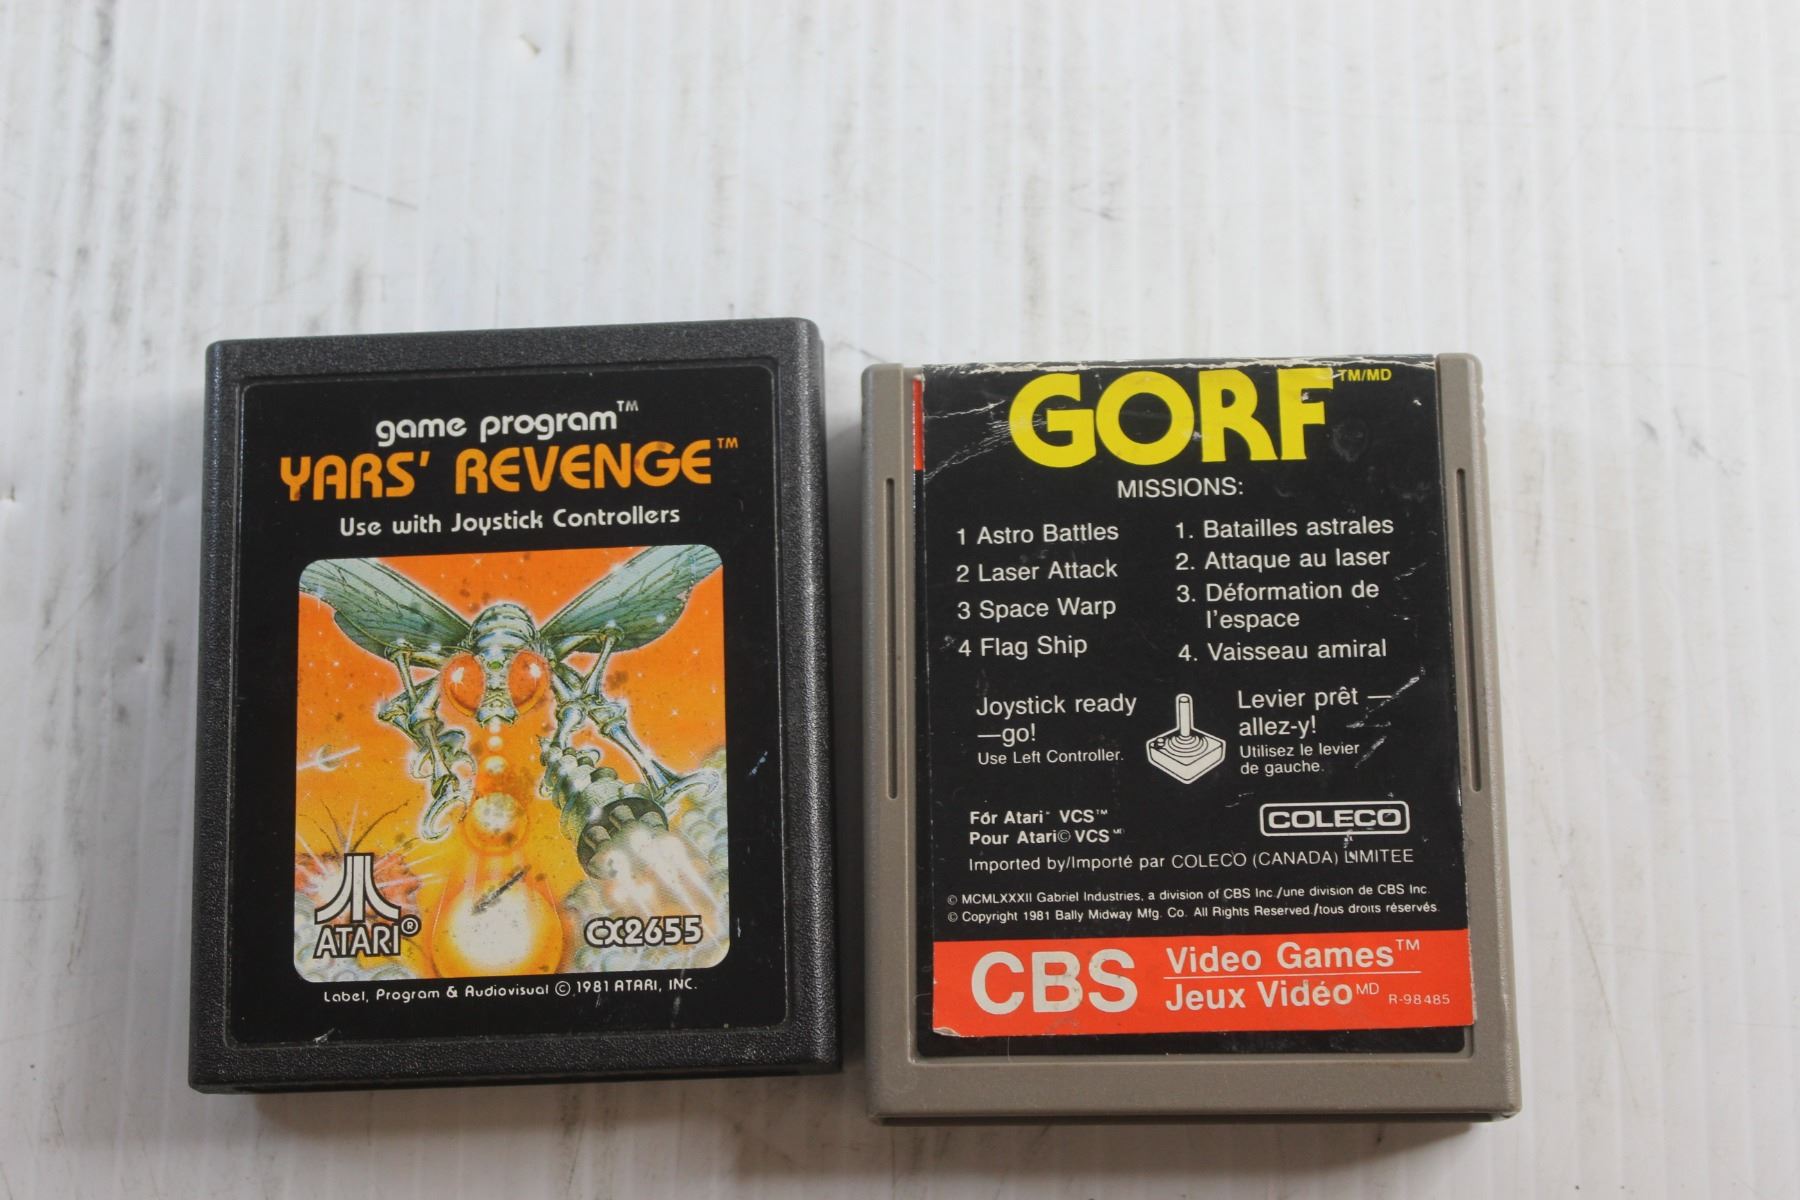 game program™
YARS' REVENGE™
Use with Joystick Controllers
ATARI®
CX2655
Label, Program & Audiovisual © 1981 ATARI, INC.
GORF TM/MD
MISSIONS:
1 Astro Battles
2 Laser Attack
3 Space Warp
4 Flag Ship
1. Batailles astrales
2. Attaque au laser
3. Déformation de
l'espace
4. Vaisseau amiral
Joystick ready
—go!
Use Left Controller.
Levier prêt —
allez-y!
Utilisez le levier
de gauche.
For Atari® VCS™
Pour Atari© VCS MD
COLECO
Imported by/Importé par COLECO (CANADA) LIMITEE
© MCMLXXXII Gabriel Industries, a division of CBS Inc./une division de CBS Inc.
© Copyright 1981 Bally Midway Mfg. Co. All Rights Reserved./tous droits réservés.
CBS
Video Games™
Jeux Vidéo MD
R-98485